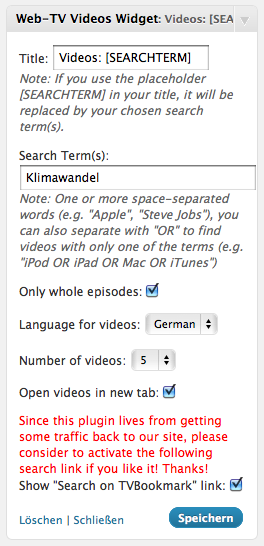 Web-TV Videos Widget: Videos: [SEA
Title: Videos: [SEARCHTERM]
Note: If you use the placeholder
[SEARCHTERM] in your title, it will be
replaced by your chosen search
term(s).
Search Term(s):
Klimawandel
Note: One or more space-separated
words (e.g. "Apple", "Steve Jobs"), you
can also separate with "OR" to find
videos with only one of the terms (e.g.
"iPod OR iPad OR Mac OR iTunes")
Only whole episodes:
Language for videos: German
Number of videos: 5
Open videos in new tab:
Since this plugin lives from getting
some traffic back to our site, please
consider to activate the following
search link if you like it! Thanks!
Show "Search on TVBookmark" link:
Löschen | Schließen Speichern